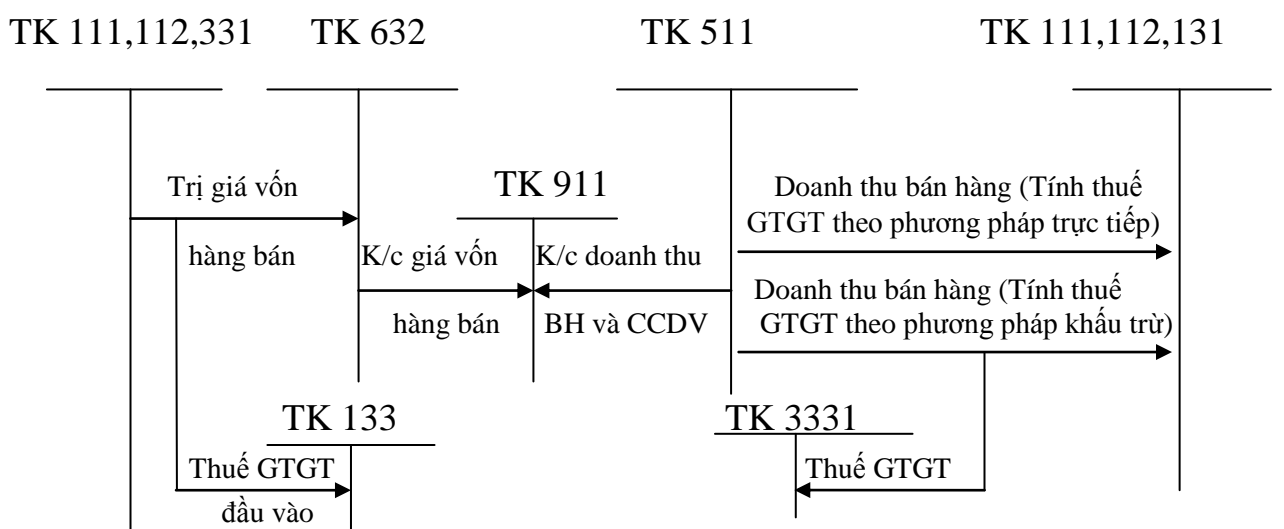 TK 111,112,331 TK 632 TK 511 TK 111,112,131
Trị giá vốn
hàng bán
TK 911
K/c giá vốn
hàng bán
K/c doanh thu
BH và CCDV
Doanh thu bán hàng (Tính thuế
GTGT theo phương pháp trực tiếp)
Doanh thu bán hàng (Tính thuế
GTGT theo phương pháp khấu trừ)
TK 133
Thuế GTGT
đầu vào
TK 3331
Thuế GTGT